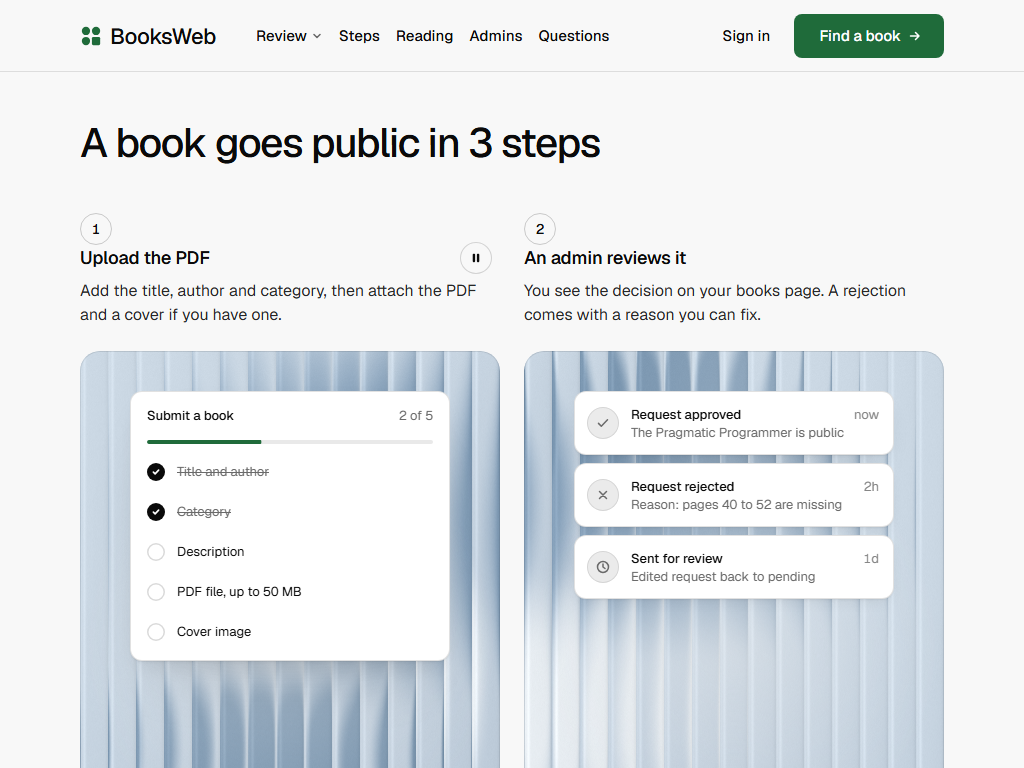 BooksWeb
Review
Steps
Reading
Admins
Questions
Sign in
Find a book →
A book goes public in 3 steps
1
Upload the PDF
Add the title, author and category, then attach the PDF
and a cover if you have one.
Submit a book
2 of 5
Title and author
Category
Description
PDF file, up to 50 MB
Cover image
2
An admin reviews it
You see the decision on your books page. A rejection
comes with a reason you can fix.
Request approved
now
The Pragmatic Programmer is public
Request rejected
2h
Reason: pages 40 to 52 are missing
Sent for review
1d
Edited request back to pending